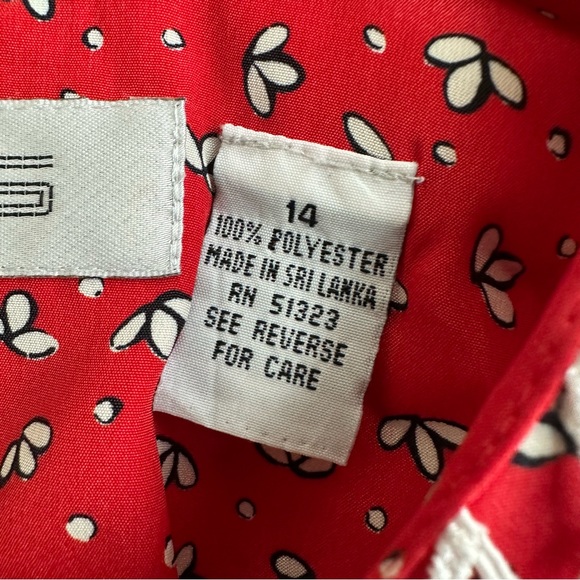 14
100% POLYESTER
MADE IN SRI LANKA
RN 51323
SEE REVERSE
FOR CARE